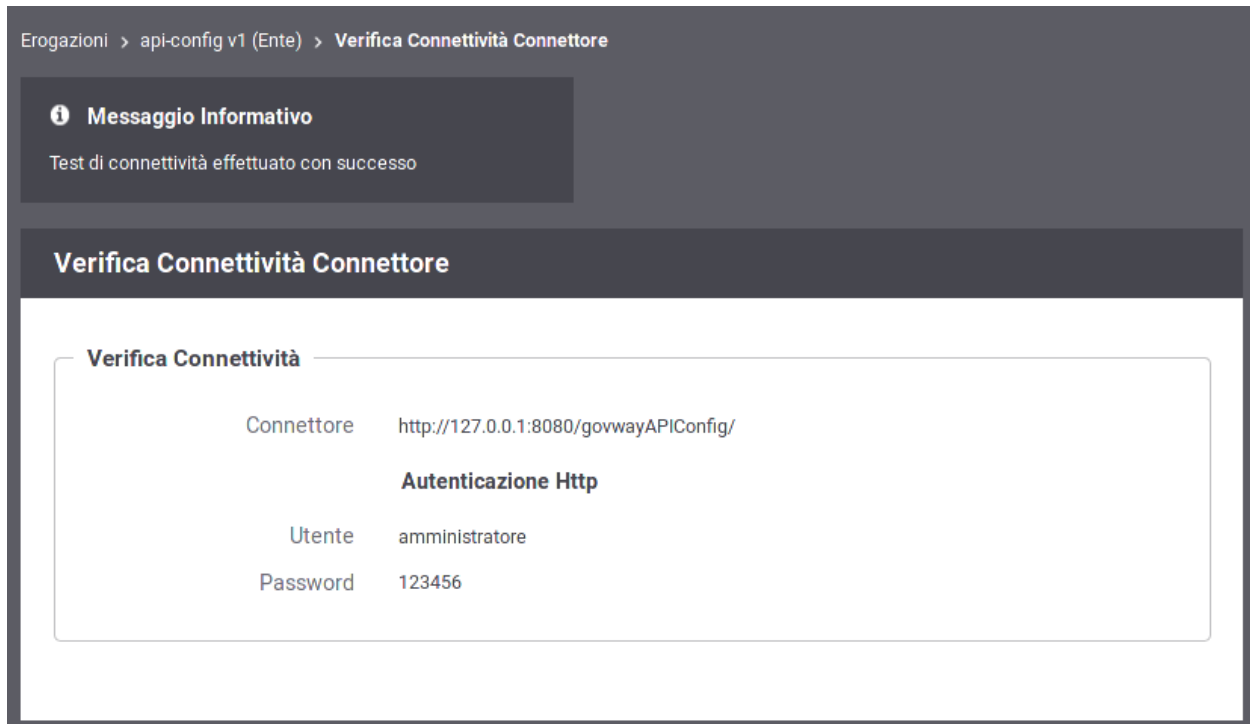 Erogazioni > api-config v1 (Ente) > Verifica Connettività Connettore
Messaggio Informativo
Test di connettività effettuato con successo
Verifica Connettività Connettore
Verifica Connettività
Connettore http://127.0.0.1:8080/govwayAPIConfig/
Autenticazione Http
Utente amministratore
Password 123456